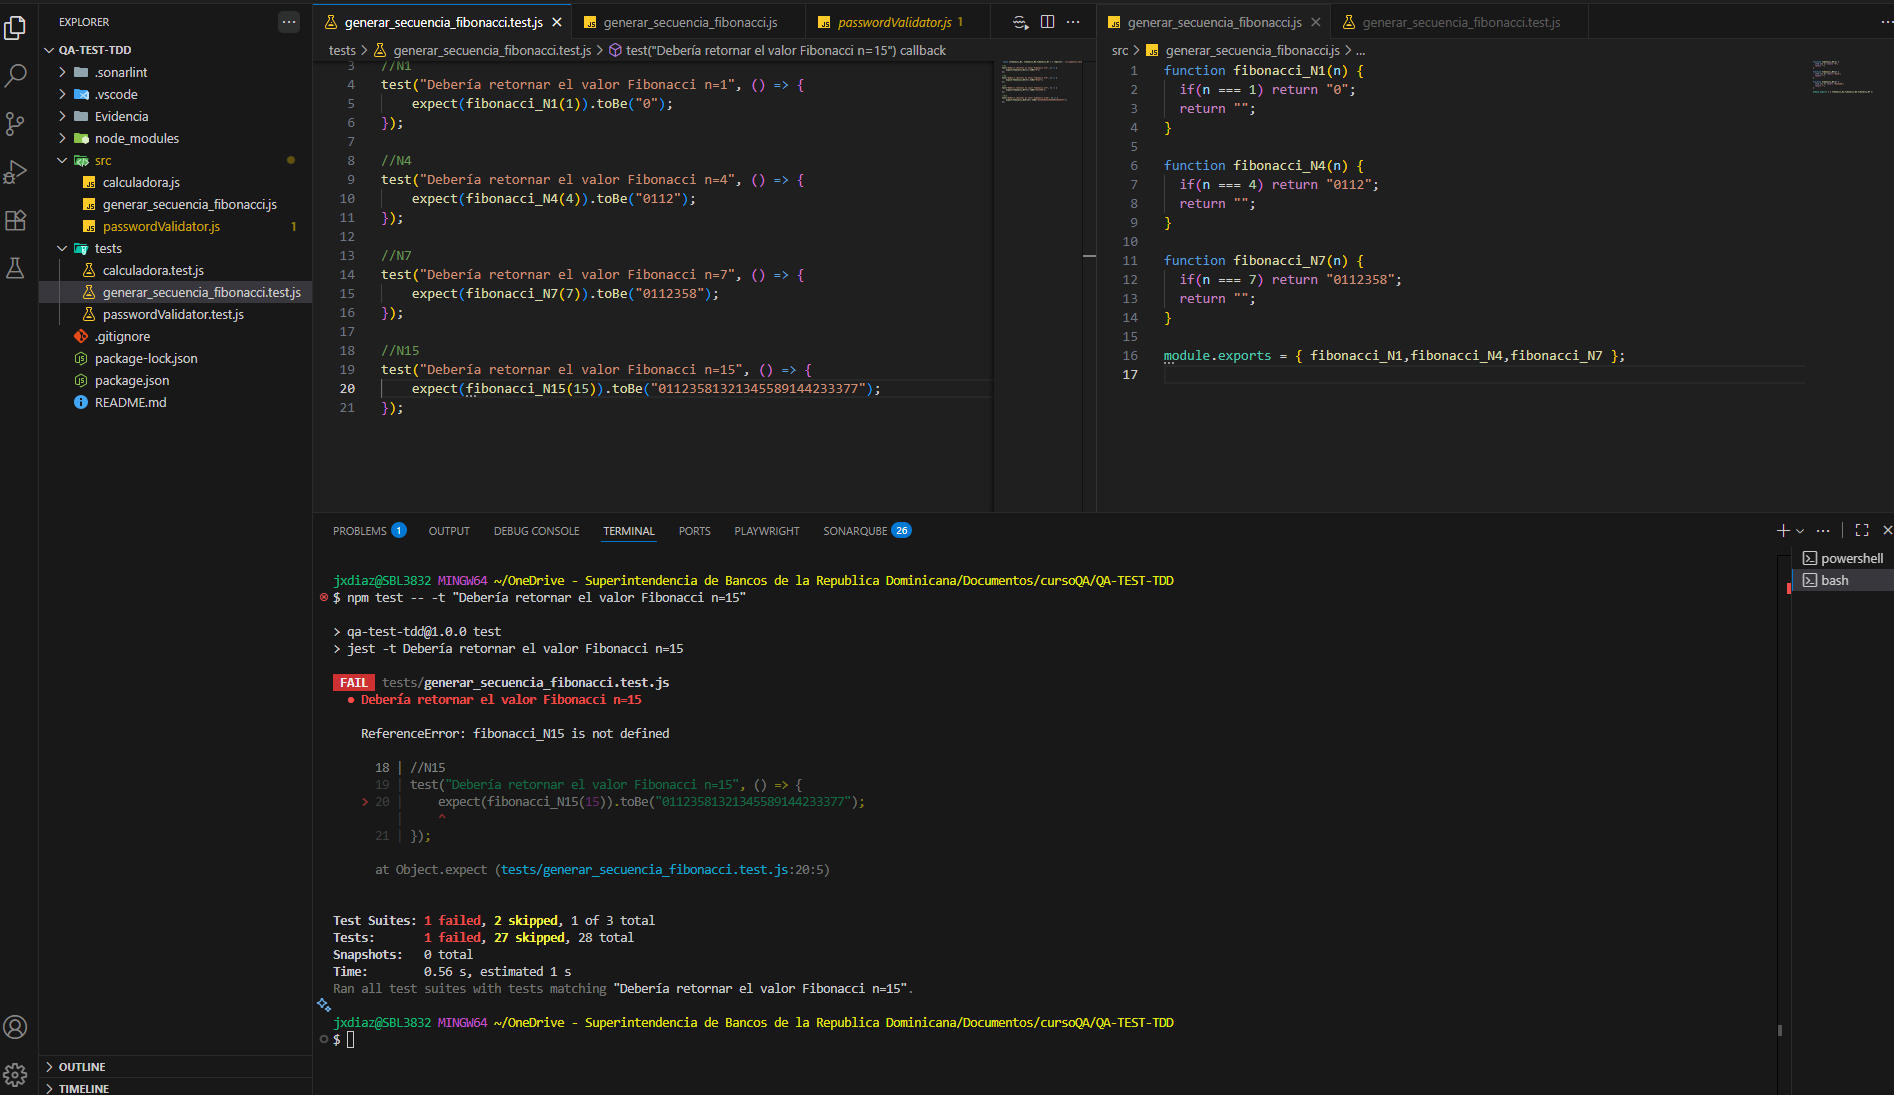 EXPLORER
QA-TEST-TDD
.sonarlint
.vscode
Evidencia
node_modules
src
calculadora.js
generar_secuencia_fibonacci.js
passwordValidator.js 1
tests
calculadora.test.js
generar_secuencia_fibonacci.test.js
passwordValidator.test.js
.gitignore
package-lock.json
package.json
README.md
OUTLINE
TIMELINE
generar_secuencia_fibonacci.test.js
generar_secuencia_fibonacci.js
passwordValidator.js 1
tests > generar_secuencia_fibonacci.test.js > test("Debería retornar el valor Fibonacci n=15") callback
3 //N1
4 test("Debería retornar el valor Fibonacci n=1", () => {
5 expect(fibonacci_N1(1)).toBe("0");
6 });
7
8 //N4
9 test("Debería retornar el valor Fibonacci n=4", () => {
10 expect(fibonacci_N4(4)).toBe("0112");
11 });
12
13 //N7
14 test("Debería retornar el valor Fibonacci n=7", () => {
15 expect(fibonacci_N7(7)).toBe("0112358");
16 });
17
18 //N15
19 test("Debería retornar el valor Fibonacci n=15", () => {
20 expect(fibonacci_N15(15)).toBe("01123581321345589144233377");
21 });
generar_secuencia_fibonacci.js
generar_secuencia_fibonacci.test.js
src > generar_secuencia_fibonacci.js > ...
1 function fibonacci_N1(n) {
2 if(n === 1) return "0";
3 return "";
4 }
5
6 function fibonacci_N4(n) {
7 if(n === 4) return "0112";
8 return "";
9 }
10
11 function fibonacci_N7(n) {
12 if(n === 7) return "0112358";
13 return "";
14 }
15
16 module.exports = { fibonacci_N1,fibonacci_N4,fibonacci_N7 };
17
PROBLEMS 1 OUTPUT DEBUG CONSOLE TERMINAL PORTS PLAYWRIGHT SONARQUBE 26
powershell
bash
jxdiaz@SBL3832 MINGW64 ~/OneDrive - Superintendencia de Bancos de la Republica Dominicana/Documentos/cursoQA/QA-TEST-TDD
$ npm test -- -t "Debería retornar el valor Fibonacci n=15"
> qa-test-tdd@1.0.0 test
> jest -t Debería retornar el valor Fibonacci n=15
FAIL tests/generar_secuencia_fibonacci.test.js
● Debería retornar el valor Fibonacci n=15
ReferenceError: fibonacci_N15 is not defined
18 | //N15
19 | test("Debería retornar el valor Fibonacci n=15", () => {
> 20 | expect(fibonacci_N15(15)).toBe("01123581321345589144233377");
| ^
21 | });
at Object.expect (tests/generar_secuencia_fibonacci.test.js:20:5)
Test Suites: 1 failed, 2 skipped, 1 of 3 total
Tests: 1 failed, 27 skipped, 28 total
Snapshots: 0 total
Time: 0.56 s, estimated 1 s
Ran all test suites with tests matching "Debería retornar el valor Fibonacci n=15".
jxdiaz@SBL3832 MINGW64 ~/OneDrive - Superintendencia de Bancos de la Republica Dominicana/Documentos/cursoQA/QA-TEST-TDD
$